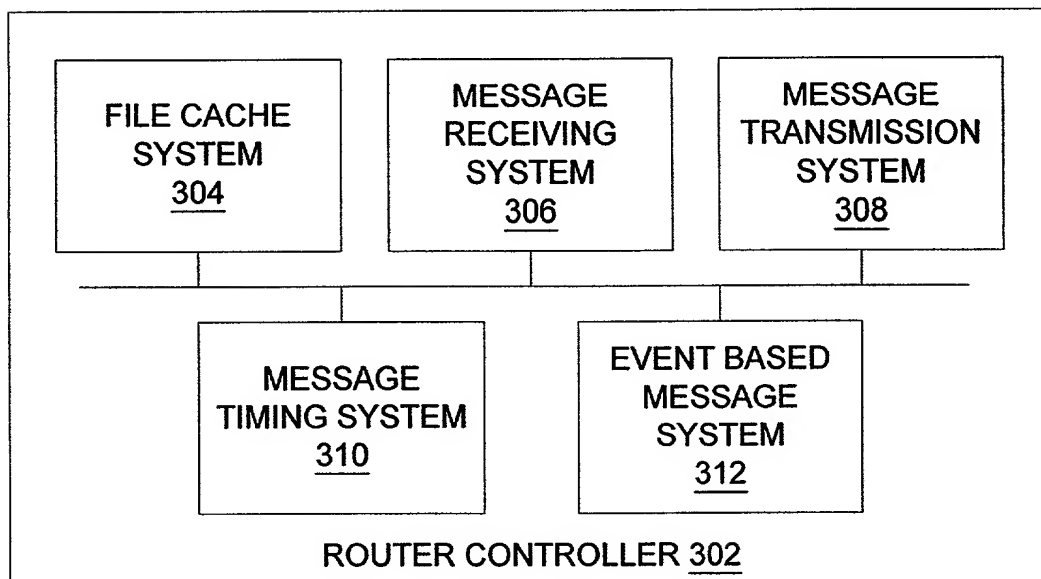 FILE CACHE
SYSTEM
304
MESSAGE
RECEIVING
SYSTEM
306
MESSAGE
TRANSMISSION
SYSTEM
308
MESSAGE
TIMING SYSTEM
310
EVENT BASED
MESSAGE
SYSTEM
312
ROUTER CONTROLLER 302